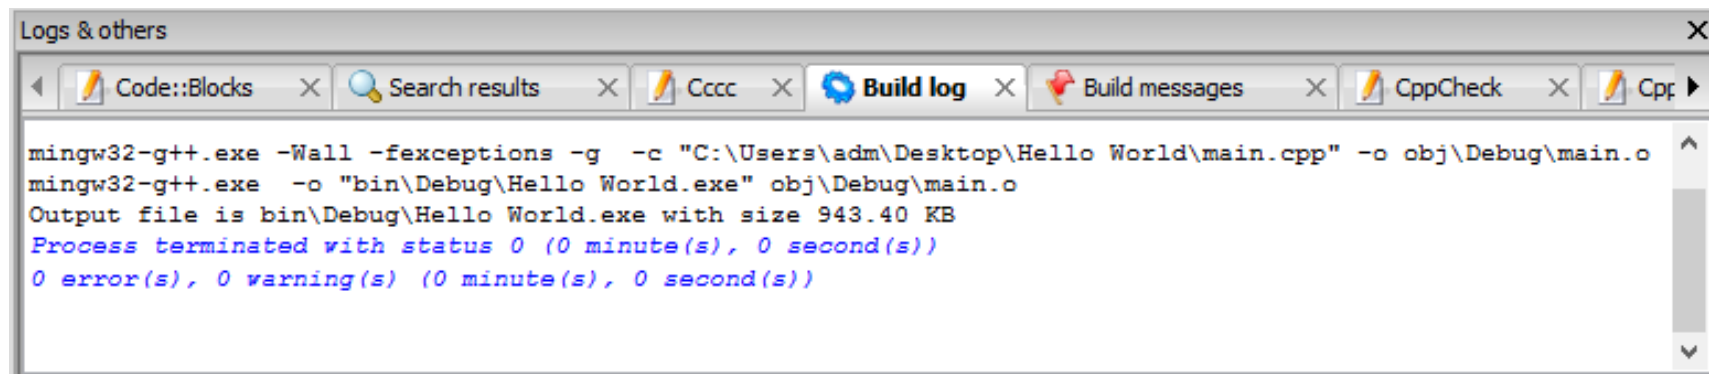 Logs & others
Code::Blocks Search results Cccc Build log Build messages CppCheck Cpp
mingw32-g++.exe -Wall -fexceptions -g  -c "C:\Users\adm\Desktop\Hello World\main.cpp" -o obj\Debug\main.o
mingw32-g++.exe  -o "bin\Debug\Hello World.exe" obj\Debug\main.o
Output file is bin\Debug\Hello World.exe with size 943.40 KB
Process terminated with status 0 (0 minute(s), 0 second(s))
0 error(s), 0 warning(s) (0 minute(s), 0 second(s))